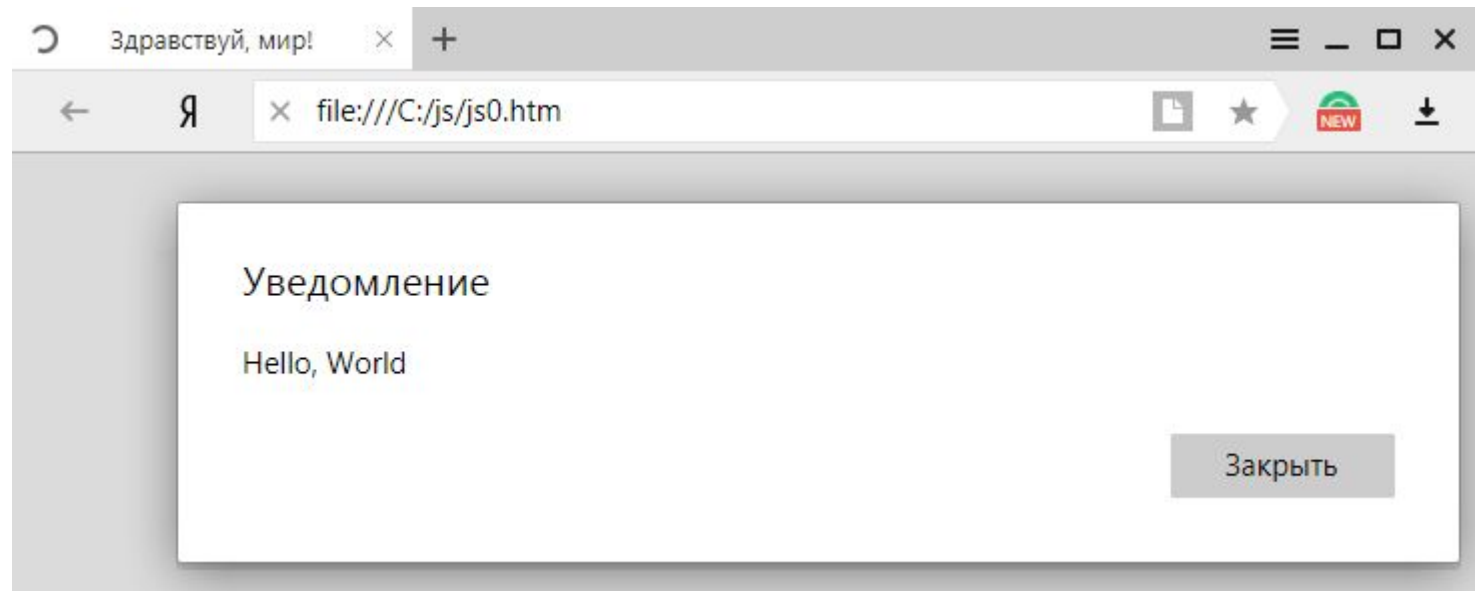 Здравствуй, мир!
Я file:///C:/js/js0.htm NEW
Уведомление
Hello, World
Закрыть